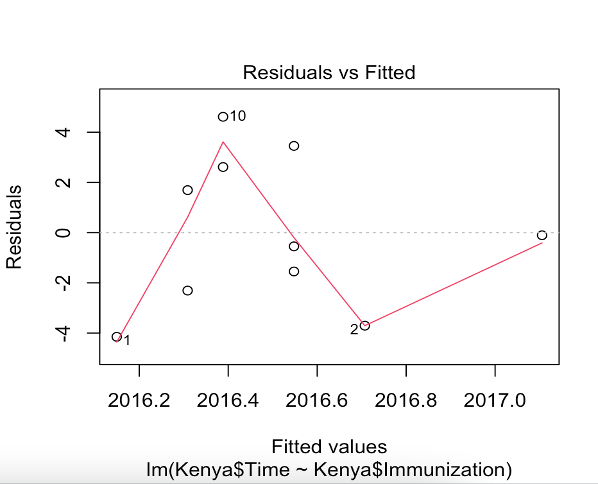 Residuals vs Fitted
Residuals
4
2
0
-2
-4
10
1
2
2016.2 2016.4 2016.6 2016.8 2017.0
Fitted values
lm(Kenya$Time ~ Kenya$Immunization)